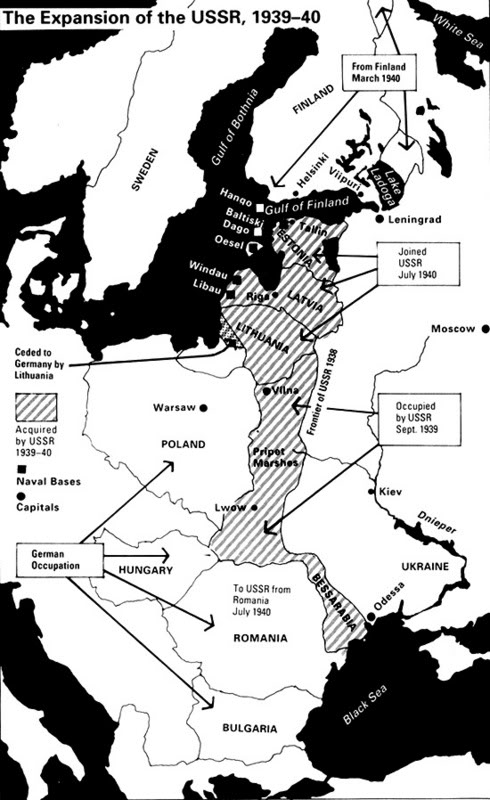 The Expansion of the USSR, 1939–40
White Sea
From Finland
March 1940
FINLAND
Gulf of Bothnia
SWEDEN
Helsinki
Viipuri
Lake
Ladoga
Hanqo
Gulf of Finland
Baltiski
Dago
Tallin
Leningrad
Oesel
ESTONIA
Joined
USSR
July 1940
Windau
Libau
Riga
LATVIA
LITHUANIA
Moscow
Ceded to
Germany by
Lithuania
Frontier of USSR 1938
Vilna
Acquired
by USSR
1939–40
Warsaw
Occupied
by USSR
Sept. 1939
POLAND
Pripet
Marshes
Naval Bases
Capitals
Kiev
Lwow
Dnieper
German
Occupation
HUNGARY
UKRAINE
To USSR from
Romania
July 1940
BESSARABIA
Odessa
ROMANIA
Black Sea
BULGARIA